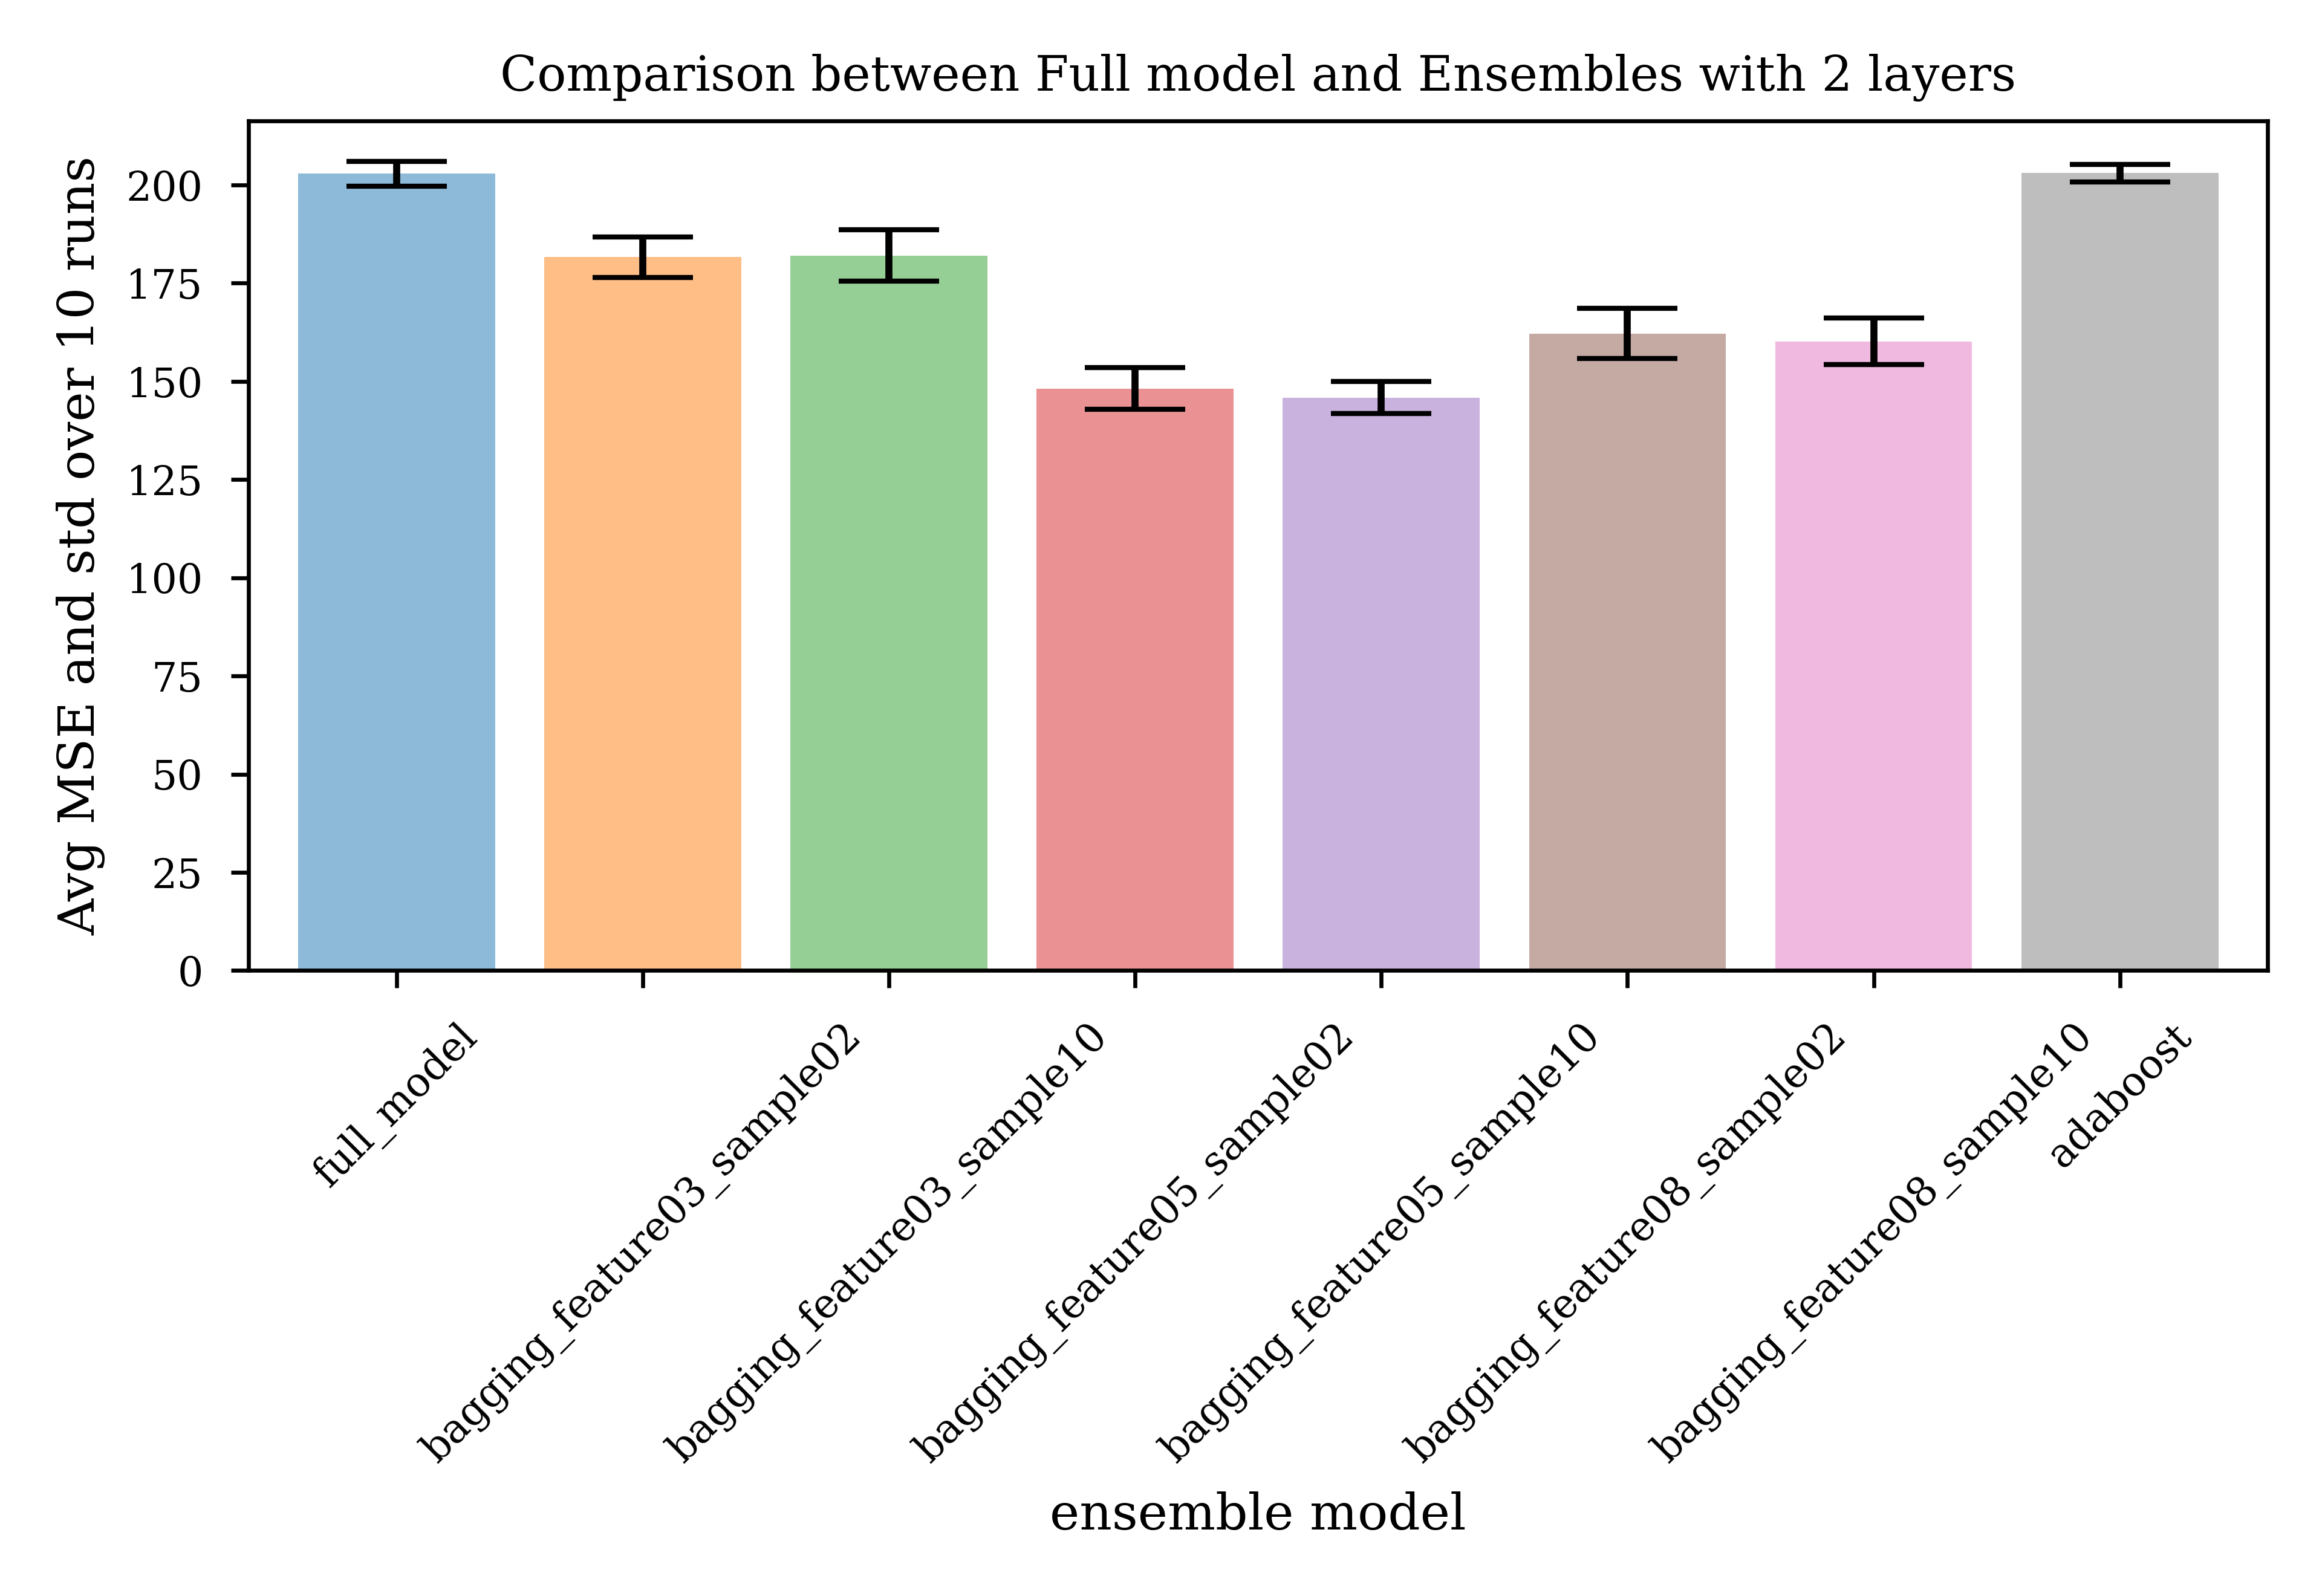 Comparison between Full model and Ensembles with 2 layers
Avg MSE and std over 10 runs
200
175
150
125
100
75
50
25
0
full_model
bagging_feature03_sample02
bagging_feature03_sample10
bagging_feature05_sample02
bagging_feature05_sample10
bagging_feature08_sample02
bagging_feature08_sample10
adaboost
ensemble model